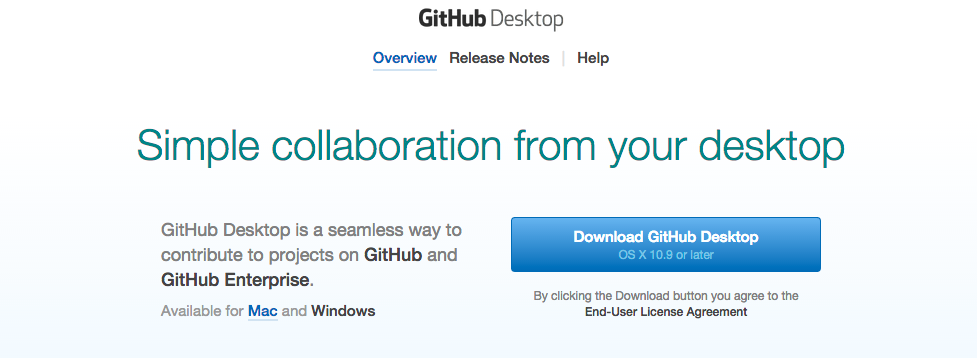 GitHub Desktop
Overview Release Notes | Help
Simple collaboration from your desktop
GitHub Desktop is a seamless way to
contribute to projects on GitHub and
GitHub Enterprise.
Available for Mac and Windows
Download GitHub Desktop
OS X 10.9 or later
By clicking the Download button you agree to the
End-User License Agreement